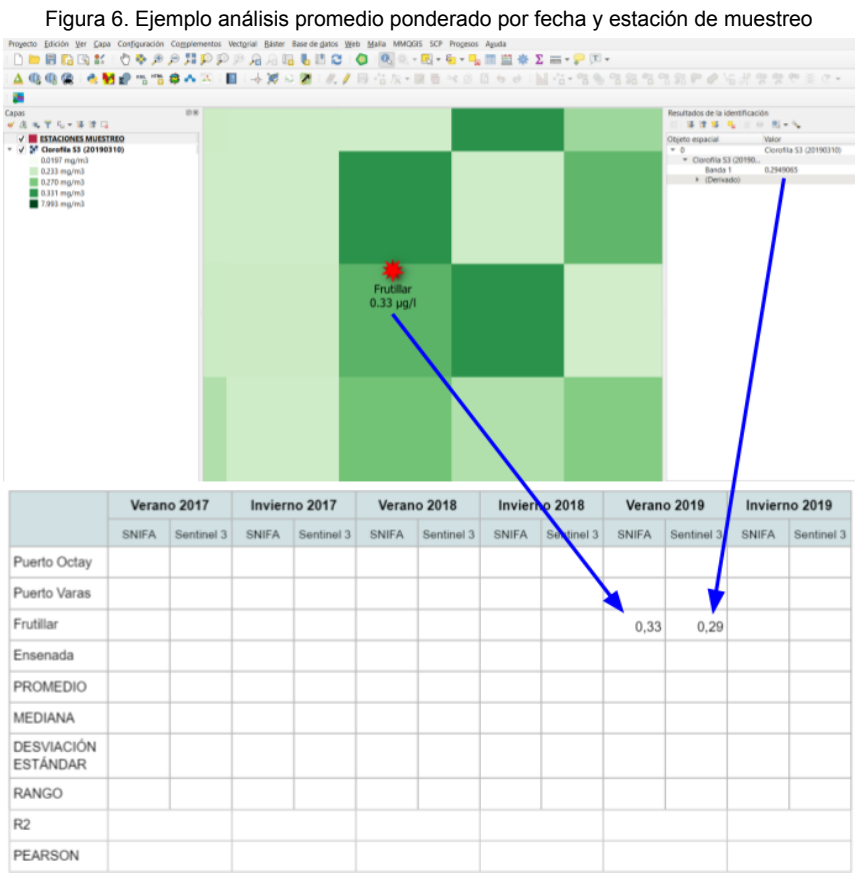 Figura 6. Ejemplo análisis promedio ponderado por fecha y estación de muestreo
Proyecto Edición Ver Capa Configuración Complementos Vectorial Ráster Base de datos Web Malla MMQGIS SCP Procesos Ayuda
Capas
ESTACIONES MUESTREO
Clorofila S3 (20190310)
0.0197 mg/m3
0.233 mg/m3
0.270 mg/m3
0.331 mg/m3
7.993 mg/m3
Frutillar
0.33 µg/l
Resultados de la identificación
Objeto espacial Valor
0 Clorofila S3 (20190310)
Clorofila S3 (20190...
Banda 1 0.2949065
(Derivado)
Verano 2017 Invierno 2017 Verano 2018 Invierno 2018 Verano 2019 Invierno 2019
SNIFA Sentinel 3 SNIFA Sentinel 3 SNIFA Sentinel 3 SNIFA Sentinel 3 SNIFA Sentinel 3 SNIFA Sentinel 3
Puerto Octay
Puerto Varas
Frutillar 0,33 0,29
Ensenada
PROMEDIO
MEDIANA
DESVIACIÓN
ESTÁNDAR
RANGO
R2
PEARSON